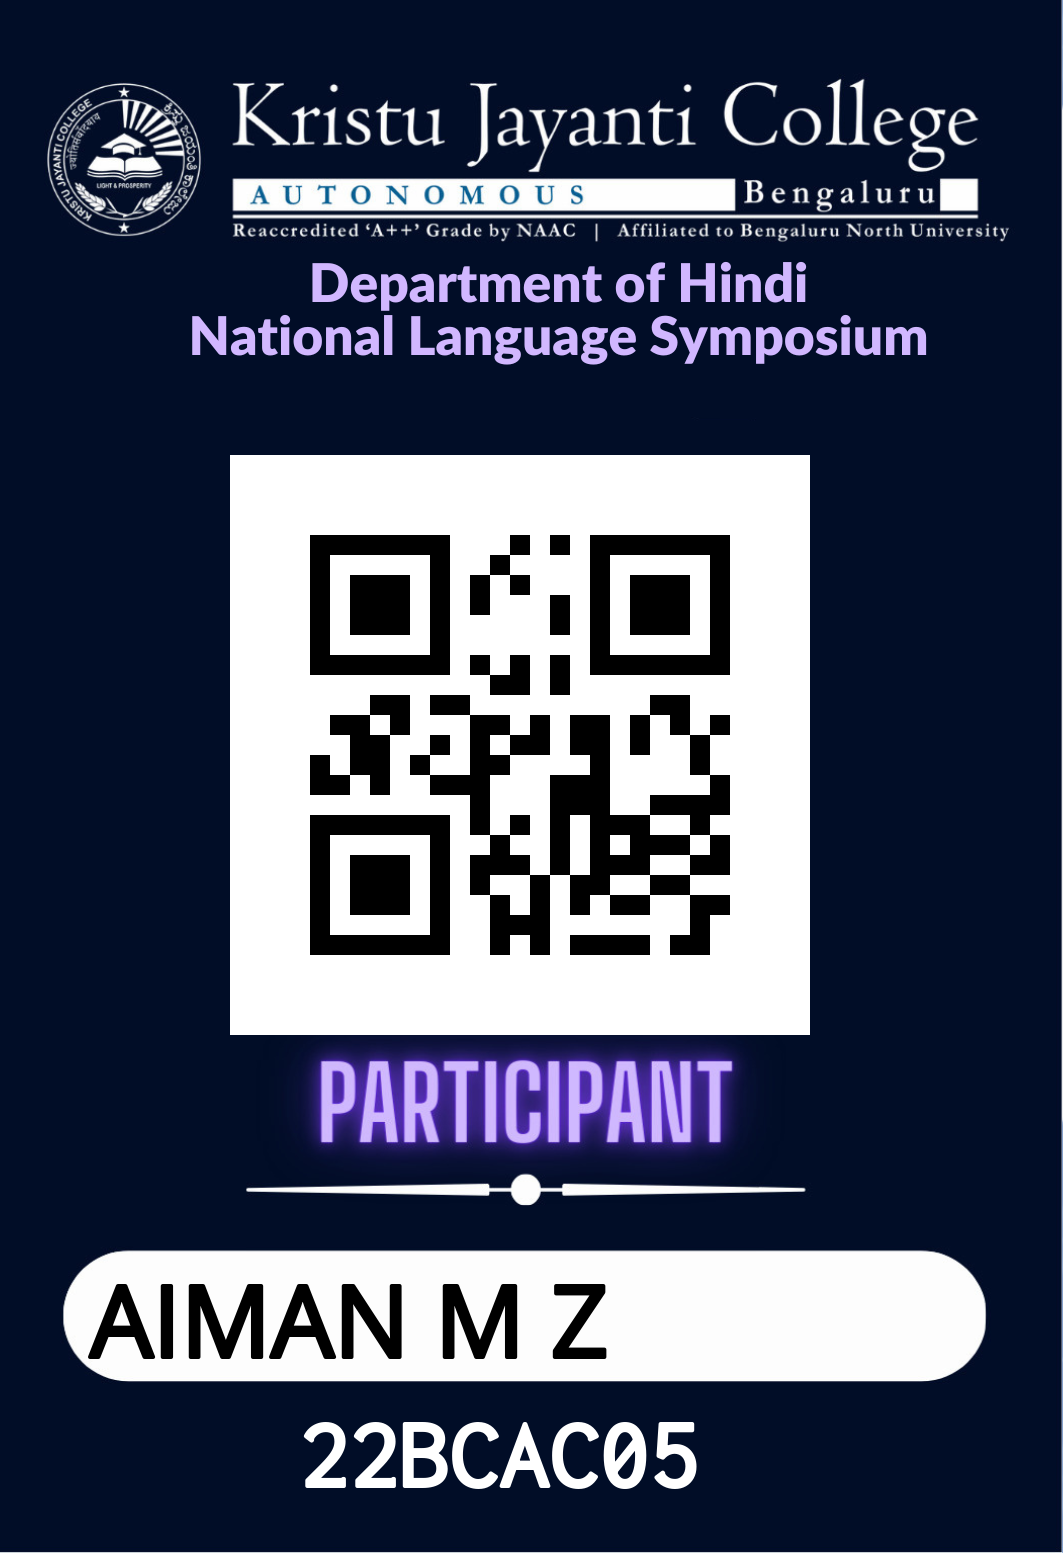 KRISTU JAYANTI COLLEGE
LIGHT & PROSPERITY
Kristu Jayanti College
AUTONOMOUS Bengaluru
Reaccredited ‘A++’ Grade by NAAC | Affiliated to Bengaluru North University
Department of Hindi
National Language Symposium
PARTICIPANT
AIMAN M Z
22BCAC05